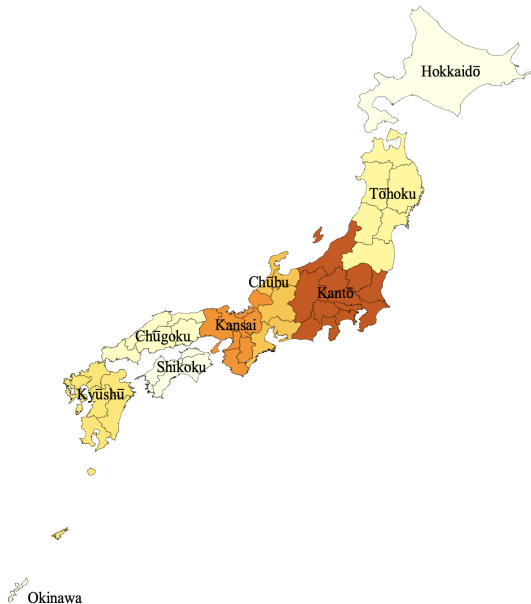 Hokkaidō
Tōhoku
Chūbu
Kantō
Kansai
Chūgoku
Shikoku
Kyūshū
Okinawa